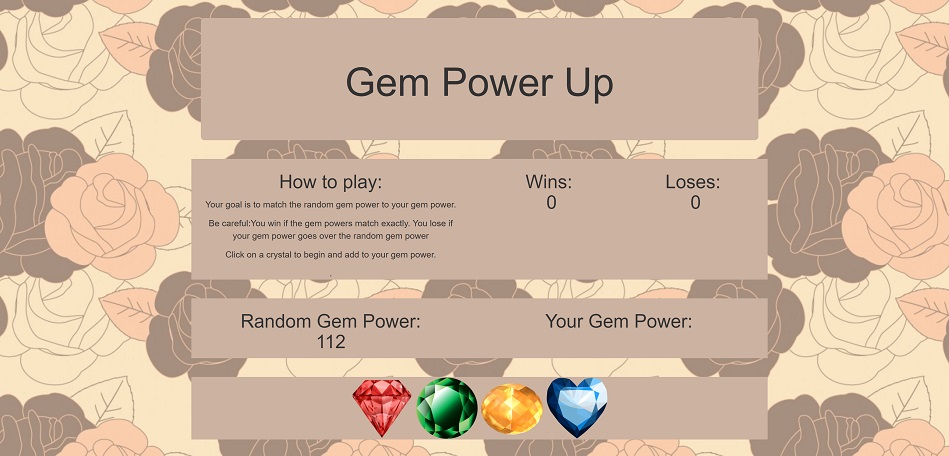 Gem Power Up
How to play:
Your goal is to match the random gem power to your gem power.
Be careful:You win if the gem powers match exactly. You lose if
your gem power goes over the random gem power
Click on a crystal to begin and add to your gem power.
.
Wins:
0
Loses:
0
Random Gem Power:
112
Your Gem Power: